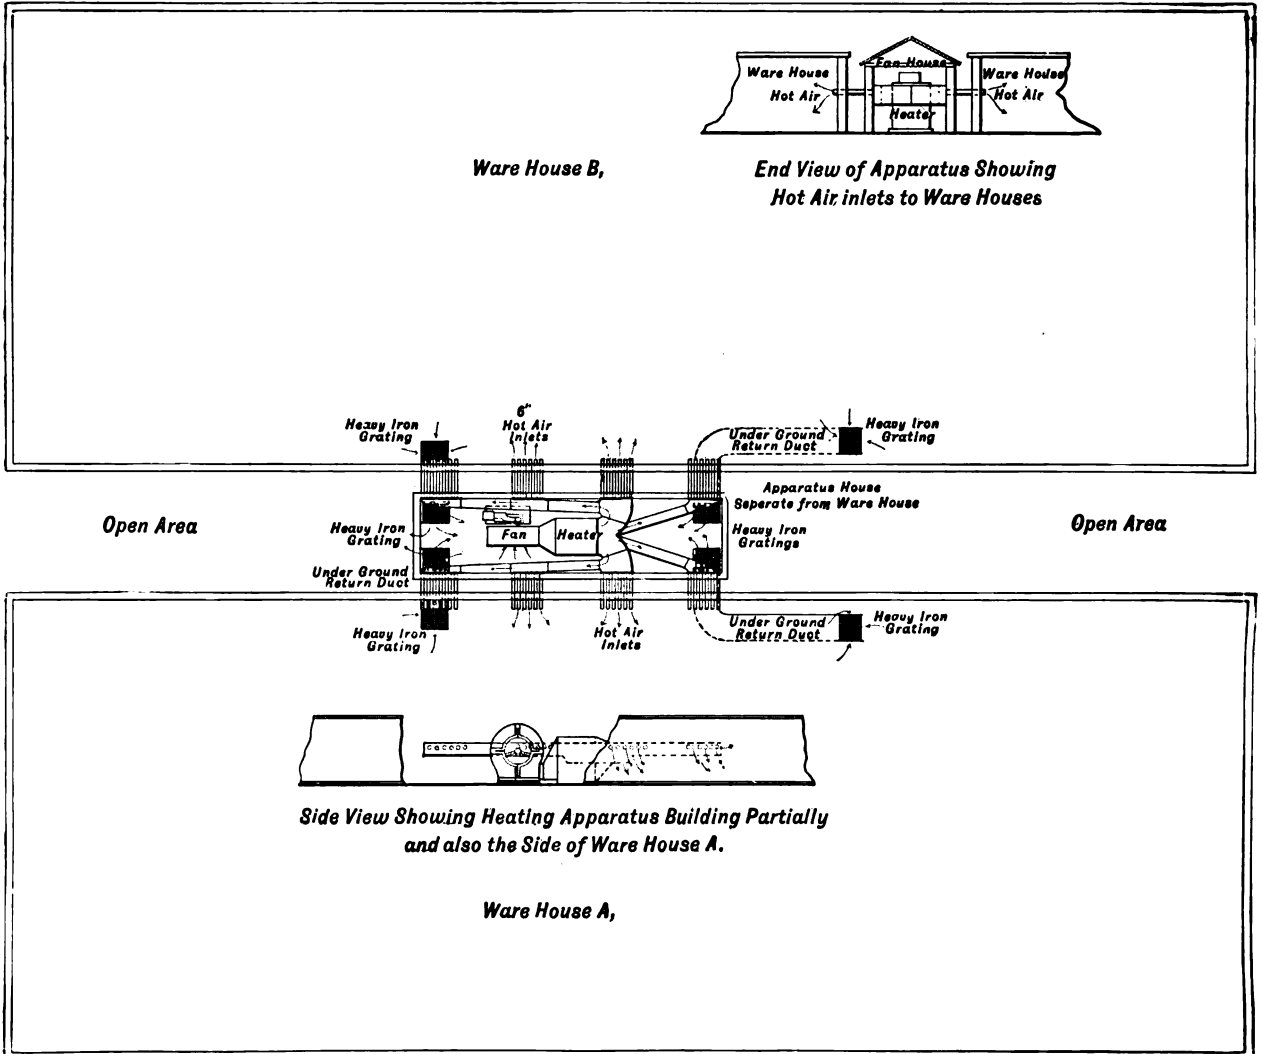 Fan House
Ware House
Ware House
Hot Air
Hot Air
Heater
Ware House B,
End View of Apparatus Showing
Hot Air, inlets to Ware Houses
6"
Hot Air
Inlets
Heavy Iron
Grating
Under Ground
Return Duct
Heavy Iron
Grating
Apparatus House
Seperate from Ware House
Open Area
Heavy Iron
Grating
Fan
Heater
Heavy Iron
Gratings
Open Area
Under Ground
Return Duct
Heavy Iron
Grating
Hot Air
Inlets
Under Ground
Return Duct
Heavy Iron
Grating
Side View Showing Heating Apparatus Building Partially
and also the Side of Ware House A.
Ware House A,